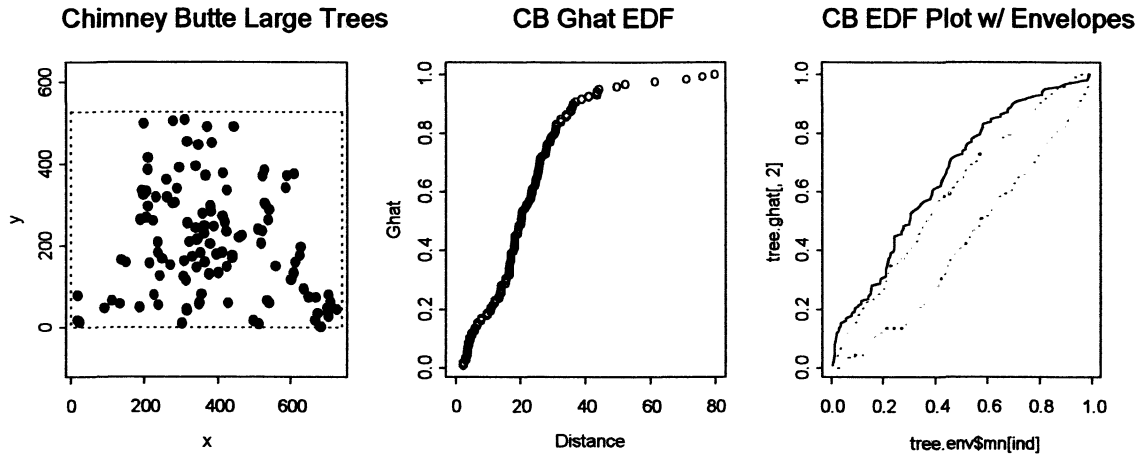 Chimney Butte Large Trees
y
600
400
200
0
0 200 400 600
x
CB Ghat EDF
Ghat
1.0
0.8
0.6
0.4
0.2
0.0
0 20 40 60 80
Distance
CB EDF Plot w/ Envelopes
tree.ghat[, 2]
1.0
0.8
0.6
0.4
0.2
0.0
0.0 0.2 0.4 0.6 0.8 1.0
tree.env$mn[ind]